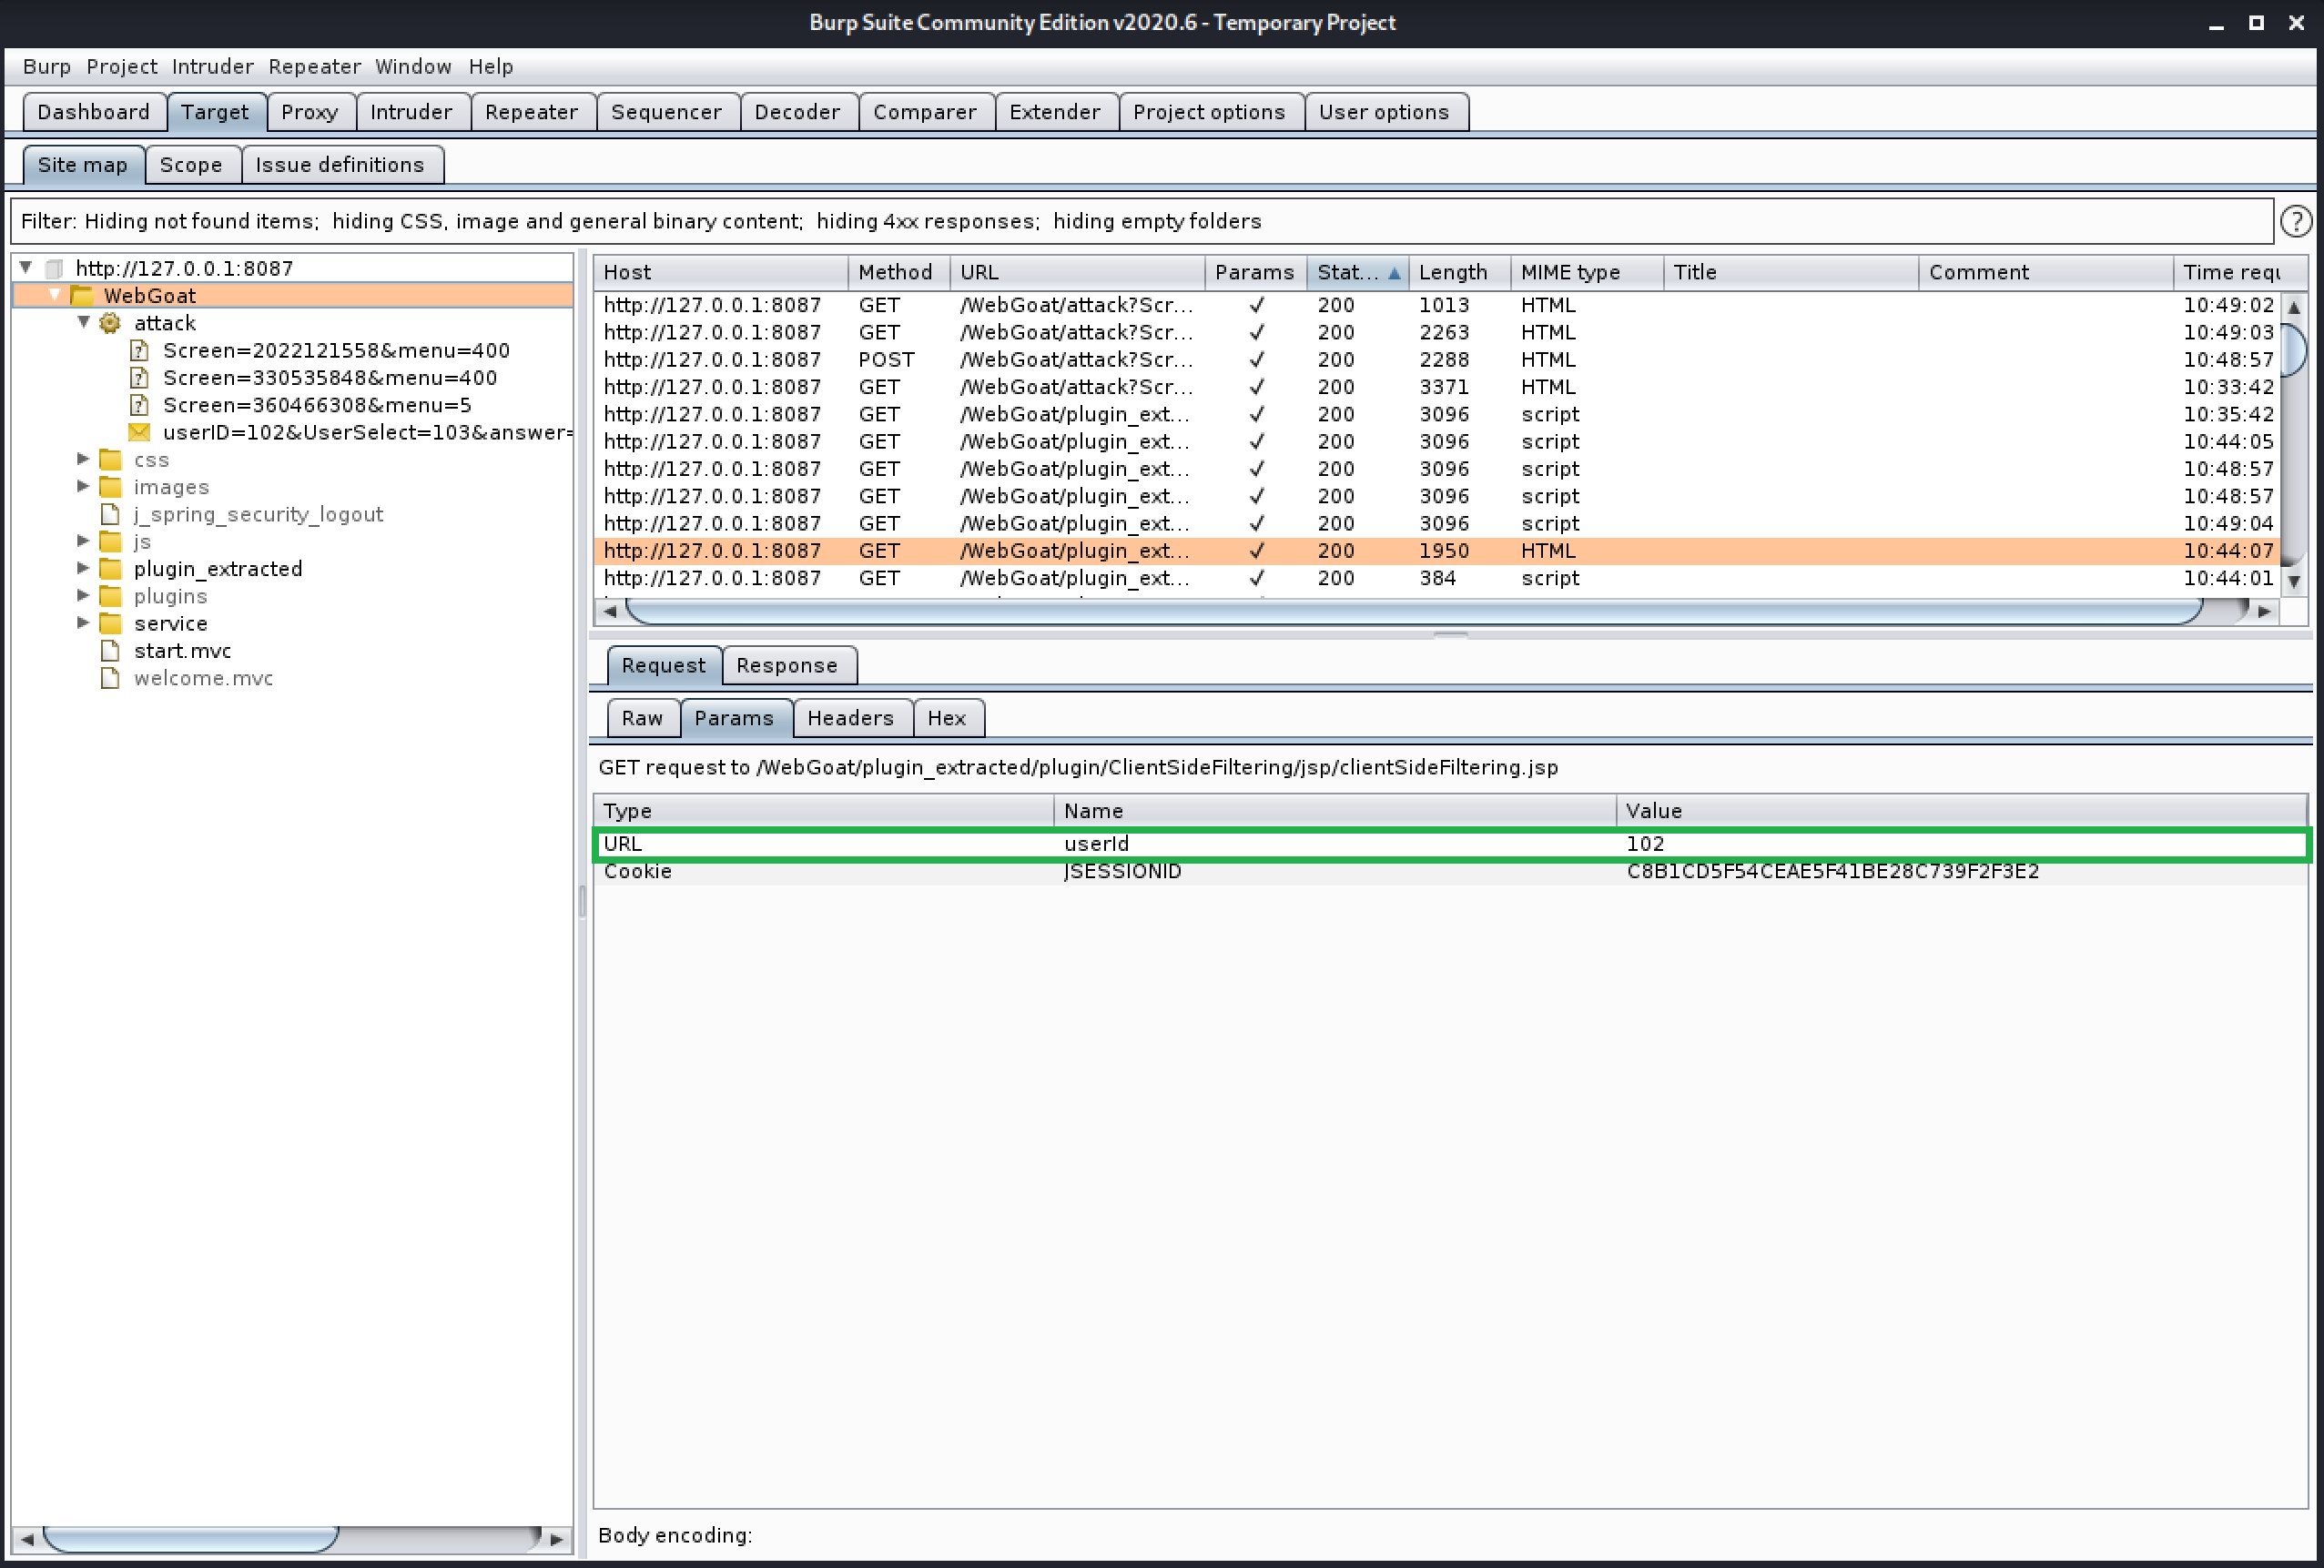 Burp Suite Community Edition v2020.6 - Temporary Project
Burp Project Intruder Repeater Window Help
Dashboard Target Proxy Intruder Repeater Sequencer Decoder Comparer Extender Project options User options
Site map Scope Issue definitions
Filter: Hiding not found items; hiding CSS, image and general binary content; hiding 4xx responses; hiding empty folders
?
http://127.0.0.1:8087
WebGoat
attack
Screen=2022121558&menu=400
Screen=330535848&menu=400
Screen=360466308&menu=5
userID=102&UserSelect=103&answer=
css
images
j_spring_security_logout
js
plugin_extracted
plugins
service
start.mvc
welcome.mvc
Host Method URL Params Stat... Length MIME type Title Comment Time requ
http://127.0.0.1:8087 GET /WebGoat/attack?Scr... ✓ 200 1013 HTML 10:49:02
http://127.0.0.1:8087 GET /WebGoat/attack?Scr... ✓ 200 2263 HTML 10:49:03
http://127.0.0.1:8087 POST /WebGoat/attack?Scr... ✓ 200 2288 HTML 10:48:57
http://127.0.0.1:8087 GET /WebGoat/attack?Scr... ✓ 200 3371 HTML 10:33:42
http://127.0.0.1:8087 GET /WebGoat/plugin_ext... ✓ 200 3096 script 10:35:42
http://127.0.0.1:8087 GET /WebGoat/plugin_ext... ✓ 200 3096 script 10:44:05
http://127.0.0.1:8087 GET /WebGoat/plugin_ext... ✓ 200 3096 script 10:48:57
http://127.0.0.1:8087 GET /WebGoat/plugin_ext... ✓ 200 3096 script 10:48:57
http://127.0.0.1:8087 GET /WebGoat/plugin_ext... ✓ 200 3096 script 10:49:04
http://127.0.0.1:8087 GET /WebGoat/plugin_ext... ✓ 200 1950 HTML 10:44:07
http://127.0.0.1:8087 GET /WebGoat/plugin_ext... ✓ 200 384 script 10:44:01
Request Response
Raw Params Headers Hex
GET request to /WebGoat/plugin_extracted/plugin/ClientSideFiltering/jsp/clientSideFiltering.jsp
Type Name Value
URL userId 102
Cookie JSESSIONID C8B1CD5F54CEAE5F41BE28C739F2F3E2
Body encoding: